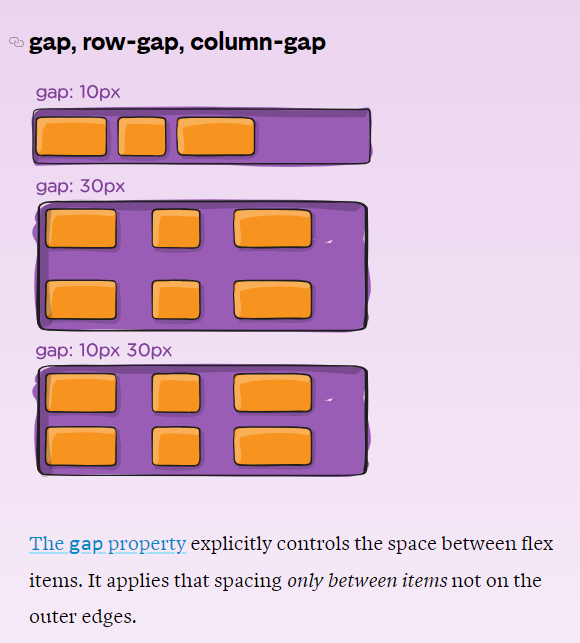 gap, row-gap, column-gap
gap: 10px
gap: 30px
gap: 10px 30px
The gap property explicitly controls the space between flex
items. It applies that spacing only between items not on the
outer edges.